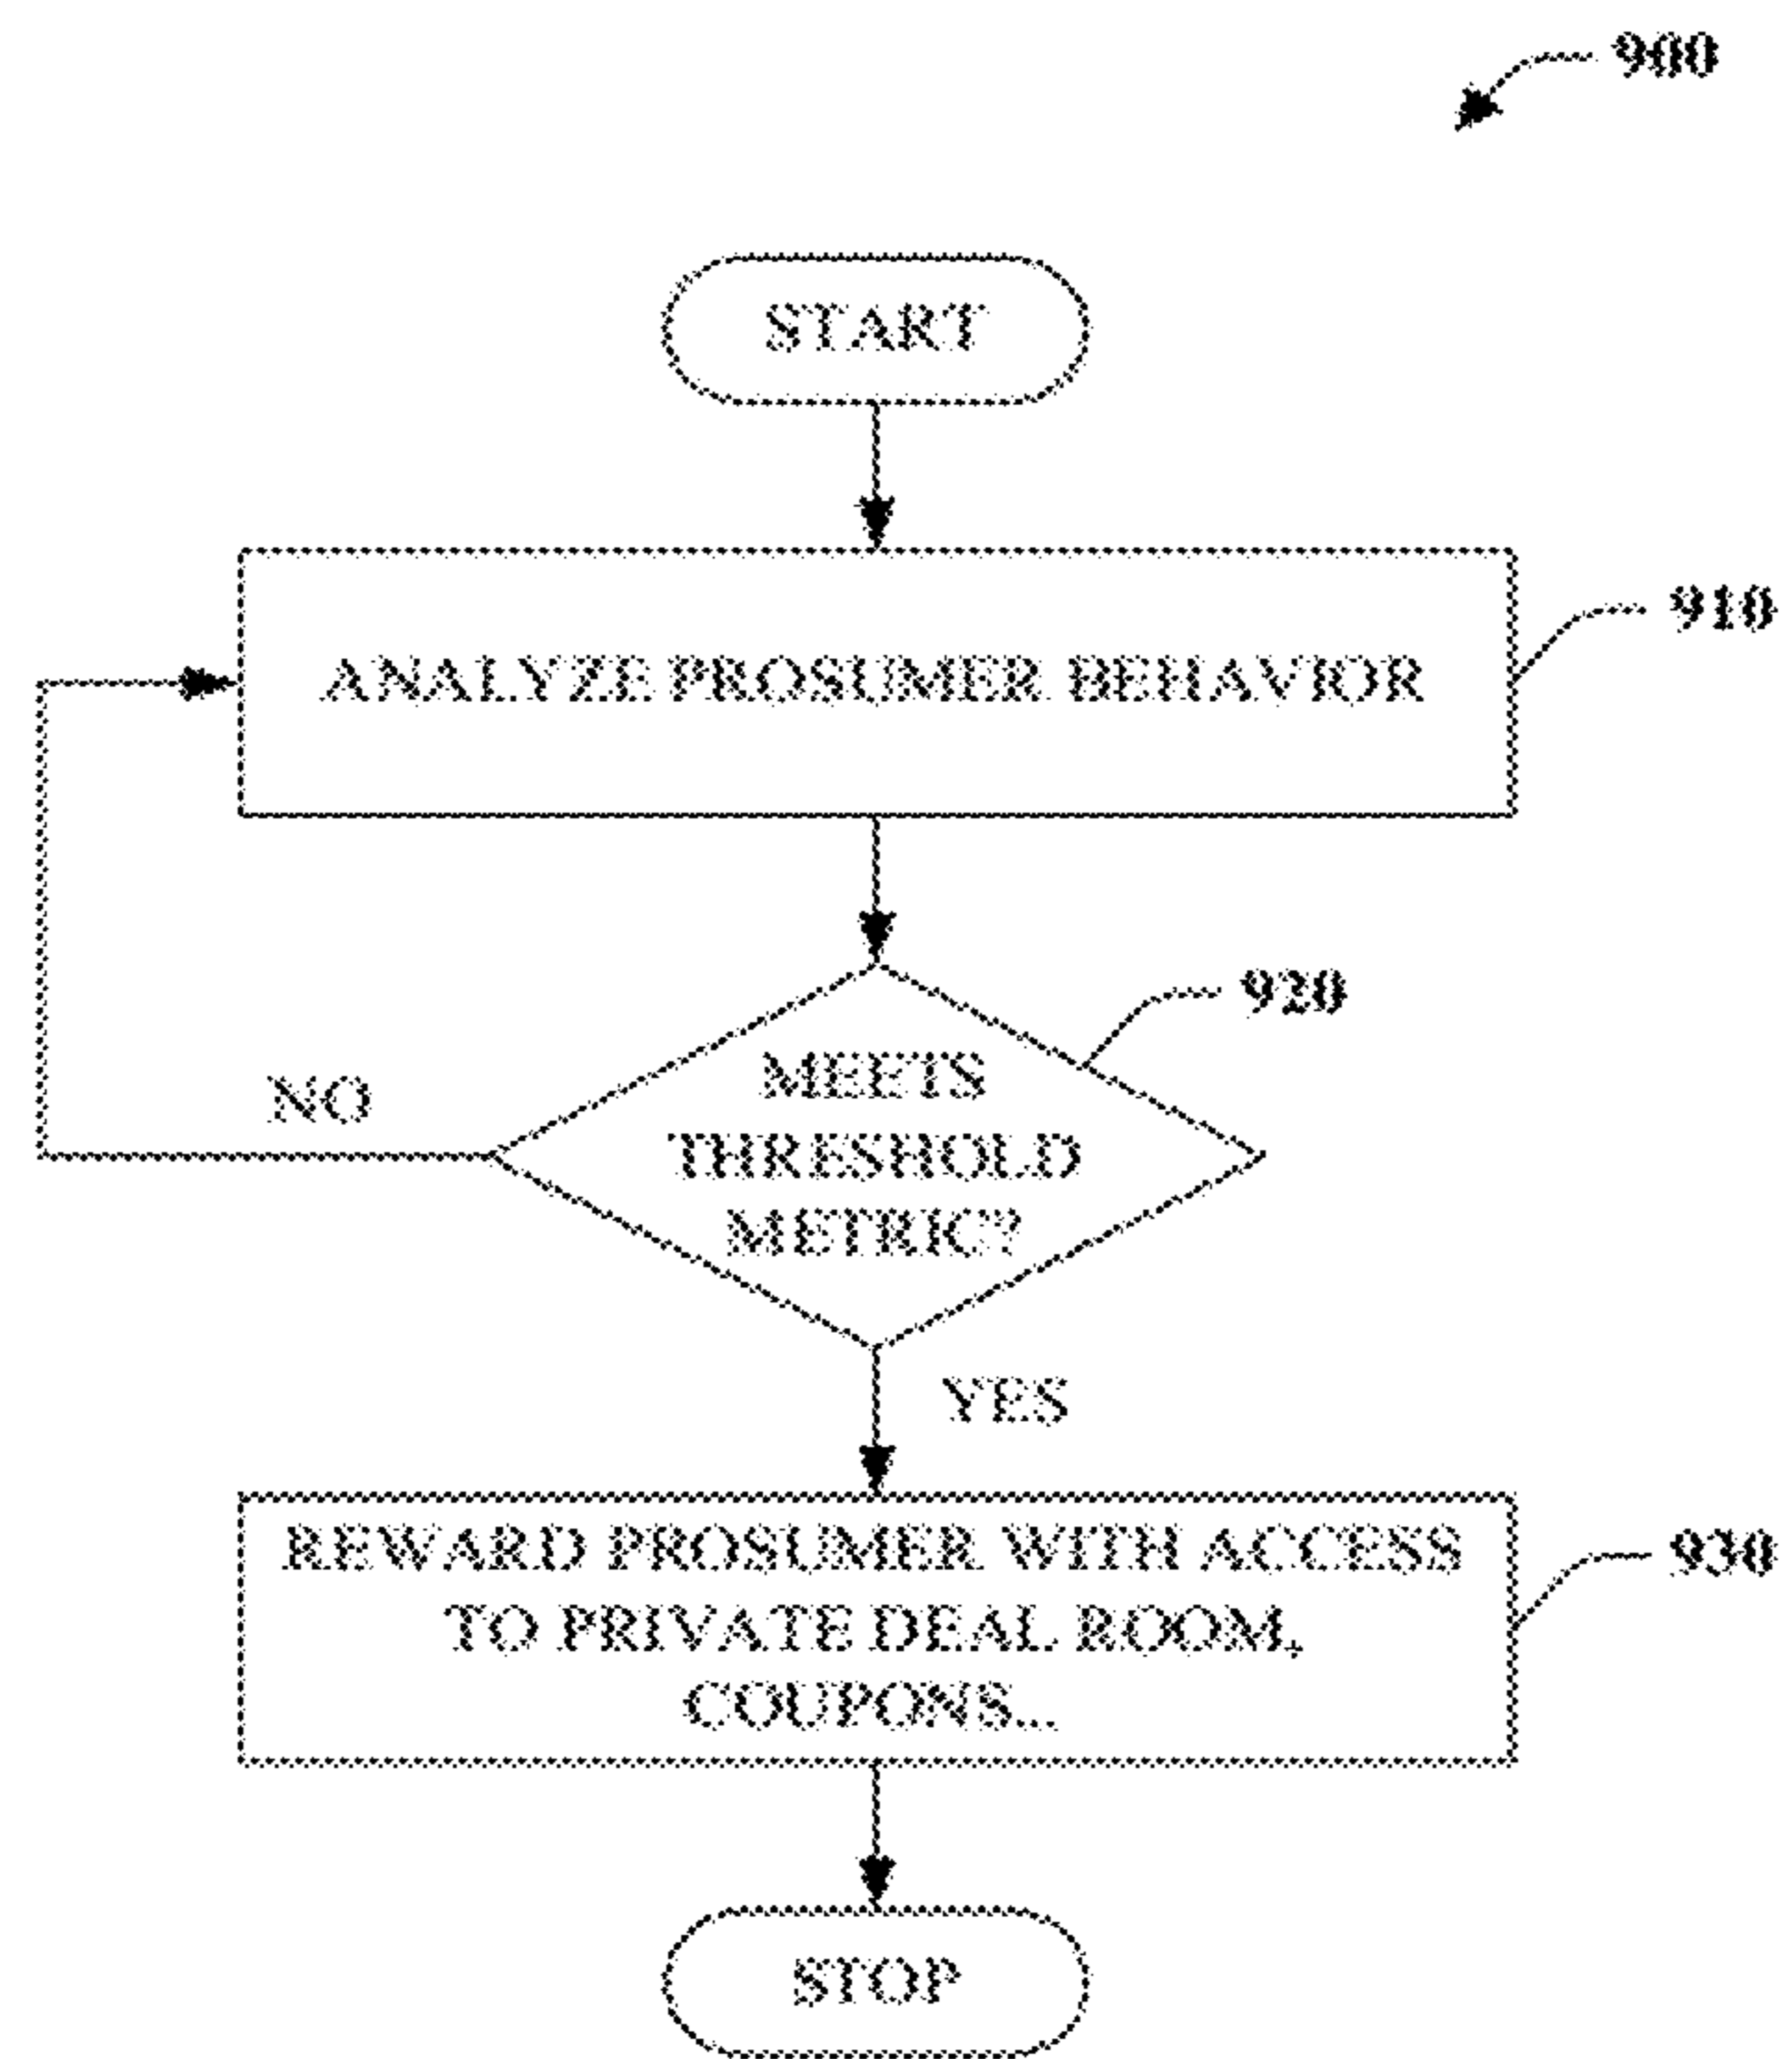 900
START
ANALYZE PROSUMER BEHAVIOR
910
920
MEETS
THRESHOLD
METRIC?
NO
YES
REWARD PROSUMER WITH ACCESS
TO PRIVATE DEAL ROOM,
COUPONS...
930
STOP